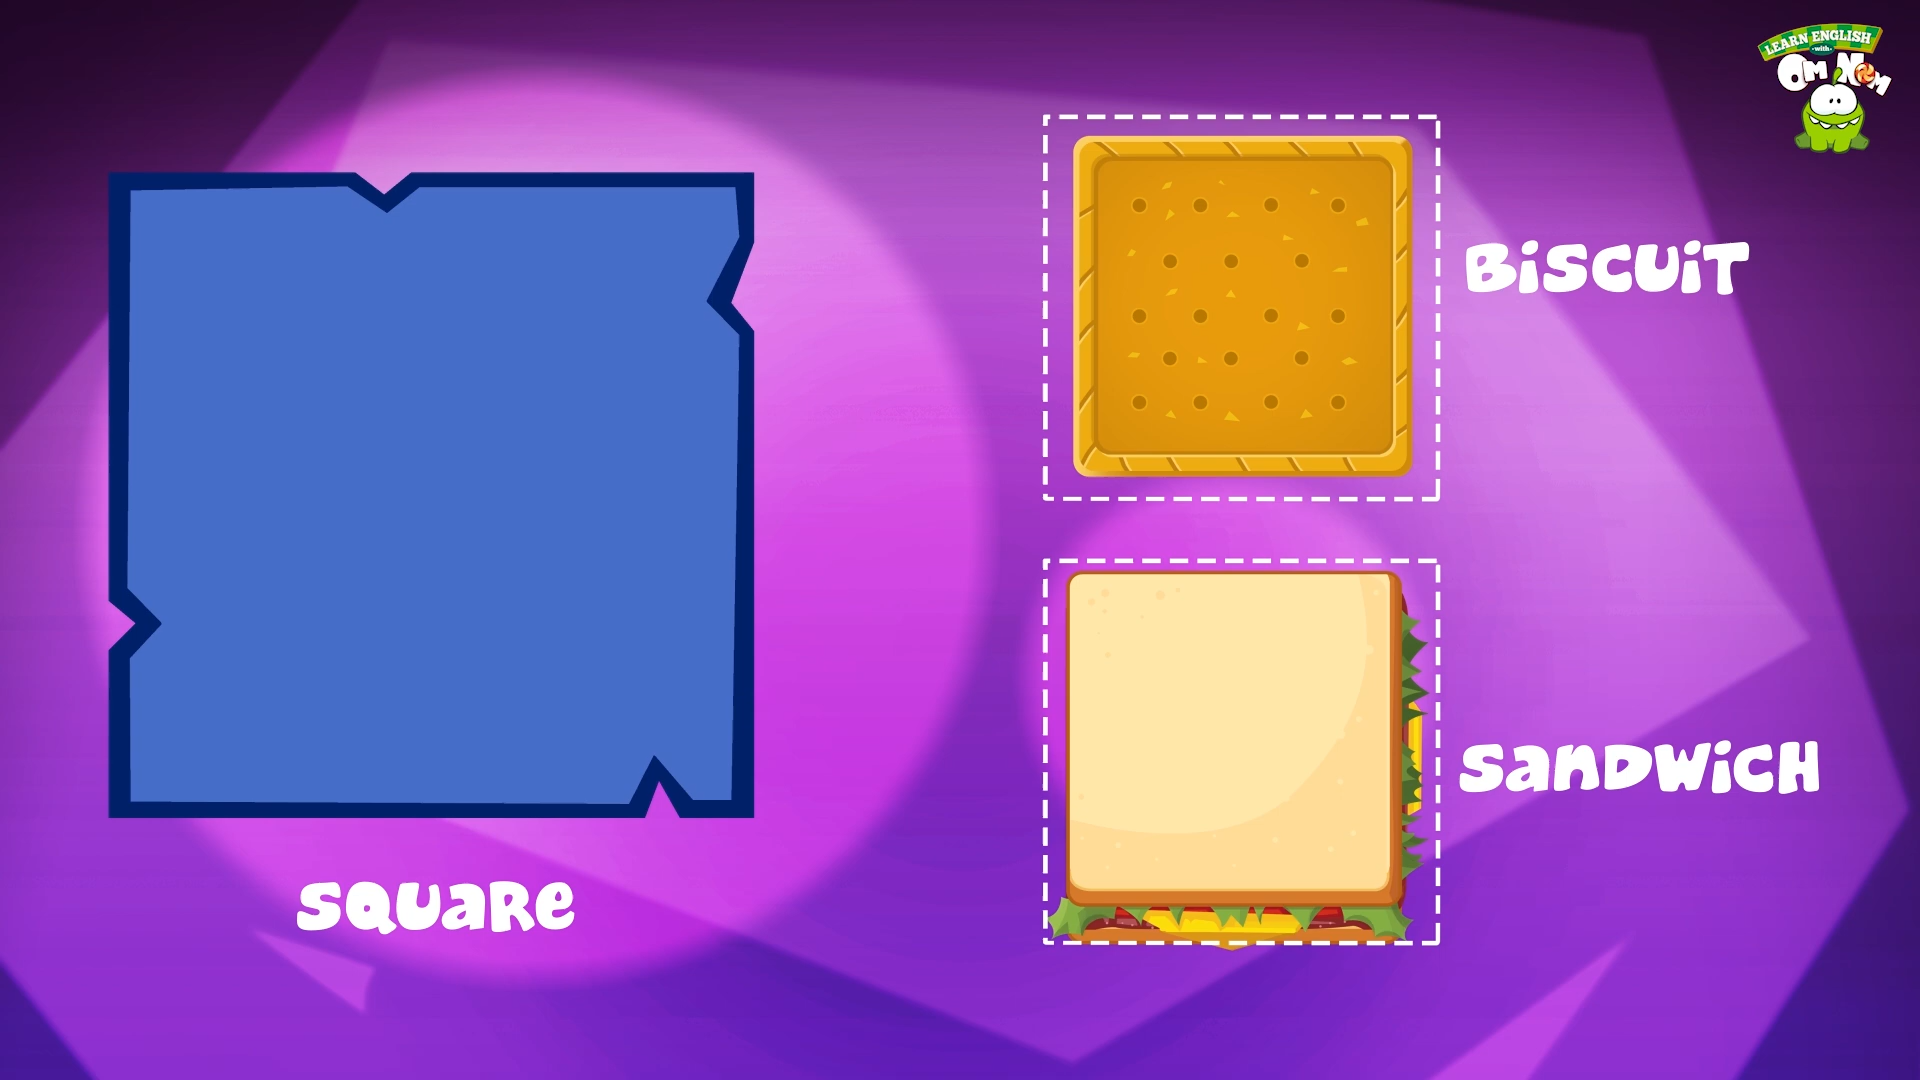 LEARN ENGLISH
with
OM NOM
BISCUIT
SANDWICH
SQUARE